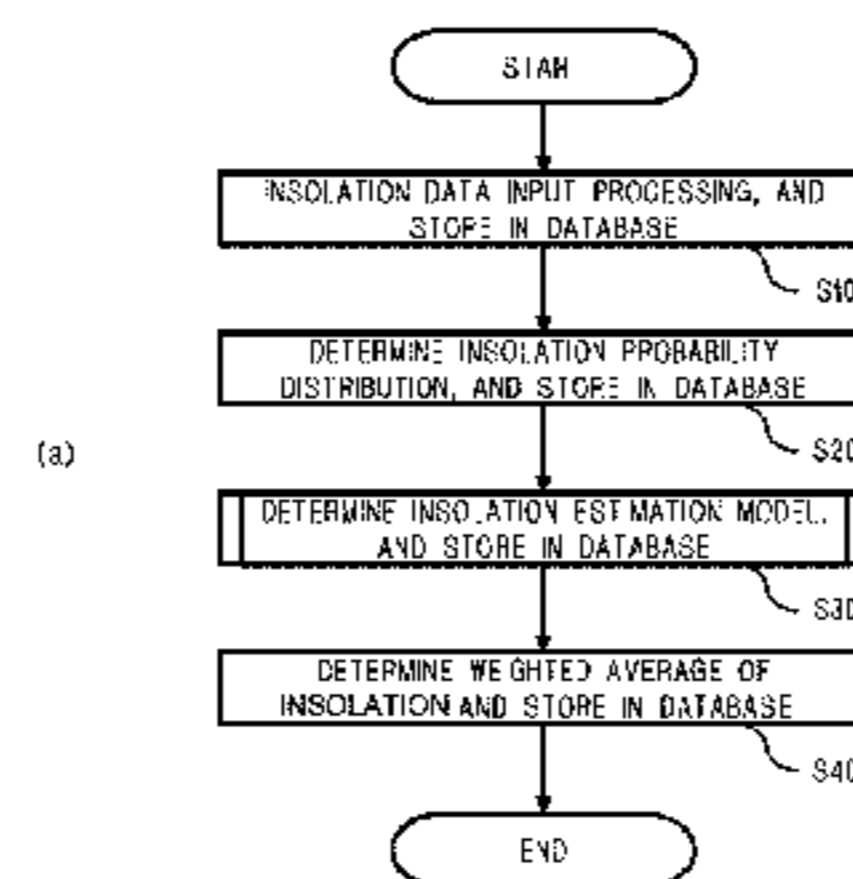 START
INSOLATION DATA INPUT PROCESSING, AND
STORE IN DATABASE
S10
DETERMINE INSOLATION PROBABILITY
DISTRIBUTION, AND STORE IN DATABASE
S20
(a)
DETERMINE INSOLATION ESTIMATION MODEL,
AND STORE IN DATABASE
S30
DETERMINE WEIGHTED AVERAGE OF
INSOLATION AND STORE IN DATABASE
S40
END